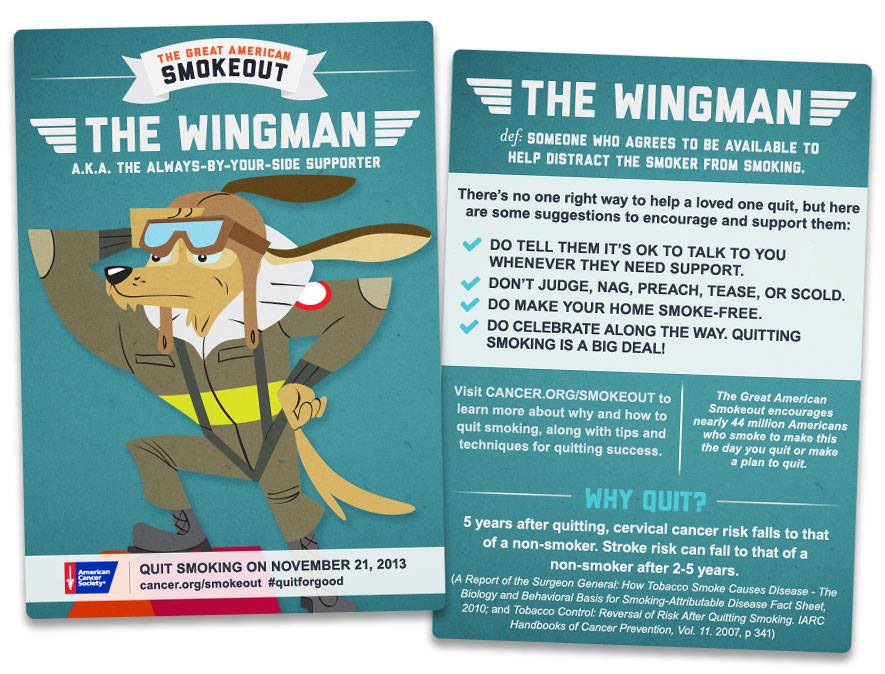 THE GREAT AMERICAN
SMOKEOUT
THE WINGMAN
A.K.A. THE ALWAYS-BY-YOUR-SIDE SUPPORTER
American
Cancer
Society®
QUIT SMOKING ON NOVEMBER 21, 2013
cancer.org/smokeout #quitforgood
THE WINGMAN
def: SOMEONE WHO AGREES TO BE AVAILABLE TO
HELP DISTRACT THE SMOKER FROM SMOKING.
There's no one right way to help a loved one quit, but here
are some suggestions to encourage and support them:
DO TELL THEM IT'S OK TO TALK TO YOU
WHENEVER THEY NEED SUPPORT.
DON'T JUDGE, NAG, PREACH, TEASE, OR SCOLD.
DO MAKE YOUR HOME SMOKE-FREE.
DO CELEBRATE ALONG THE WAY. QUITTING
SMOKING IS A BIG DEAL!
Visit CANCER.ORG/SMOKEOUT to
learn more about why and how to
quit smoking, along with tips and
techniques for quitting success.
The Great American
Smokeout encourages
nearly 44 million Americans
who smoke to make this
the day you quit or make
a plan to quit.
WHY QUIT?
5 years after quitting, cervical cancer risk falls to that
of a non-smoker. Stroke risk can fall to that of a
non-smoker after 2-5 years.
(A Report of the Surgeon General: How Tobacco Smoke Causes Disease - The
Biology and Behavioral Basis for Smoking-Attributable Disease Fact Sheet,
2010; and Tobacco Control: Reversal of Risk After Quitting Smoking. IARC
Handbooks of Cancer Prevention, Vol. 11. 2007, p 341)